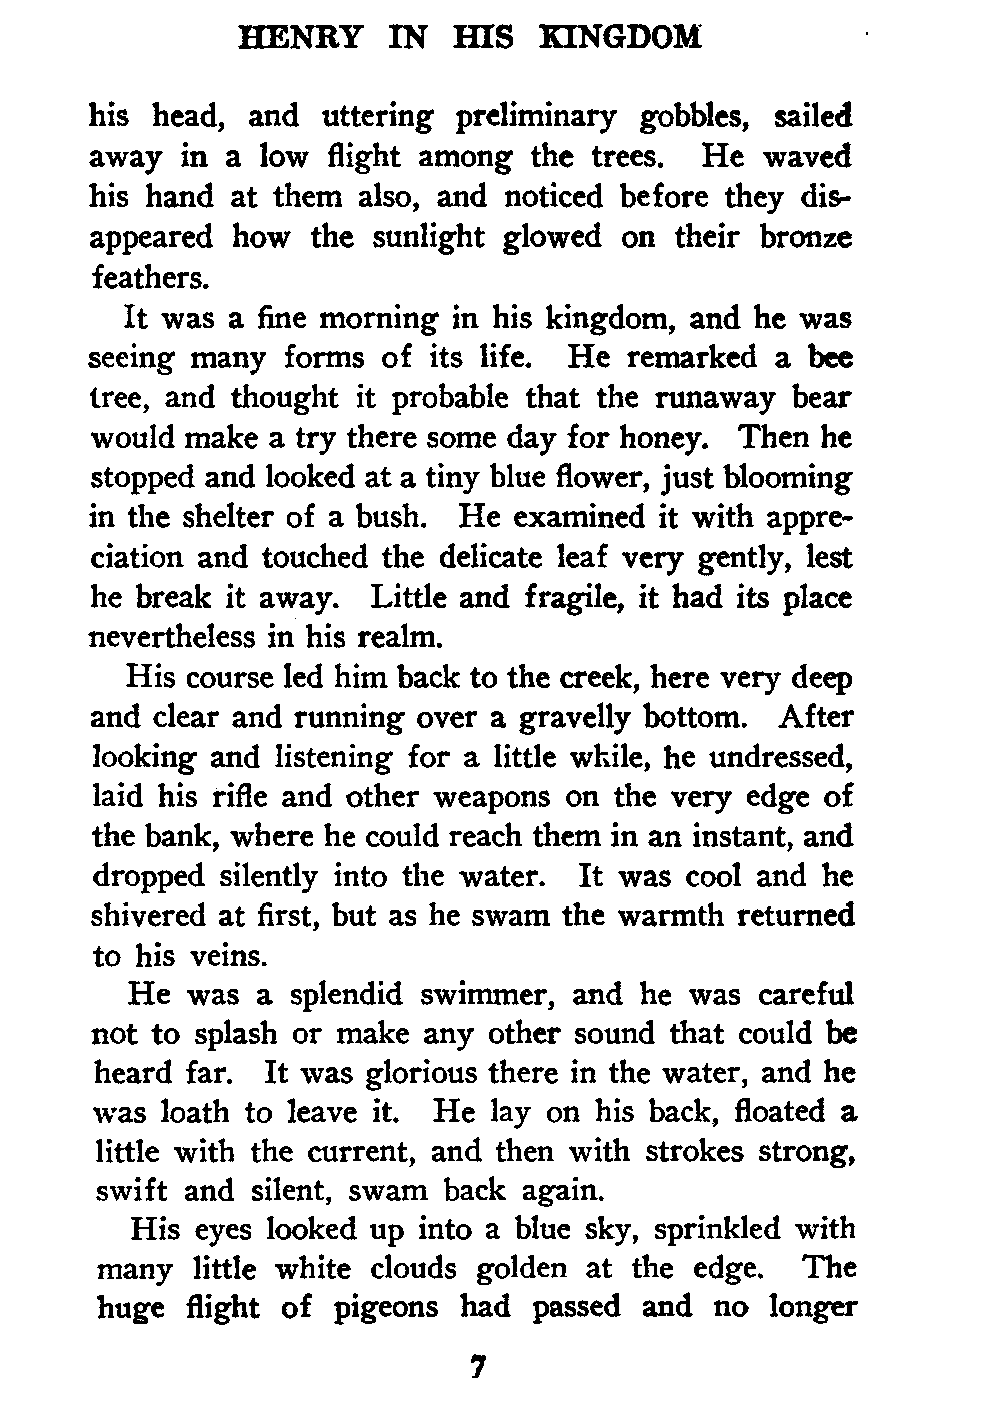 HENRY IN HIS KINGDOM
his head, and uttering preliminary gobbles, sailed
away in a low flight among the trees. He waved
his hand at them also, and noticed before they dis-
appeared how the sunlight glowed on their bronze
feathers.
It was a fine morning in his kingdom, and he was
seeing many forms of its life. He remarked a bee
tree, and thought it probable that the runaway bear
would make a try there some day for honey. Then he
stopped and looked at a tiny blue flower, just blooming
in the shelter of a bush. He examined it with appre-
ciation and touched the delicate leaf very gently, lest
he break it away. Little and fragile, it had its place
nevertheless in his realm.
His course led him back to the creek, here very deep
and clear and running over a gravelly bottom. After
looking and listening for a little while, he undressed,
laid his rifle and other weapons on the very edge of
the bank, where he could reach them in an instant, and
dropped silently into the water. It was cool and he
shivered at first, but as he swam the warmth returned
to his veins.
He was a splendid swimmer, and he was careful
not to splash or make any other sound that could be
heard far. It was glorious there in the water, and he
was loath to leave it. He lay on his back, floated a
little with the current, and then with strokes strong,
swift and silent, swam back again.
His eyes looked up into a blue sky, sprinkled with
many little white clouds golden at the edge. The
huge flight of pigeons had passed and no longer
7